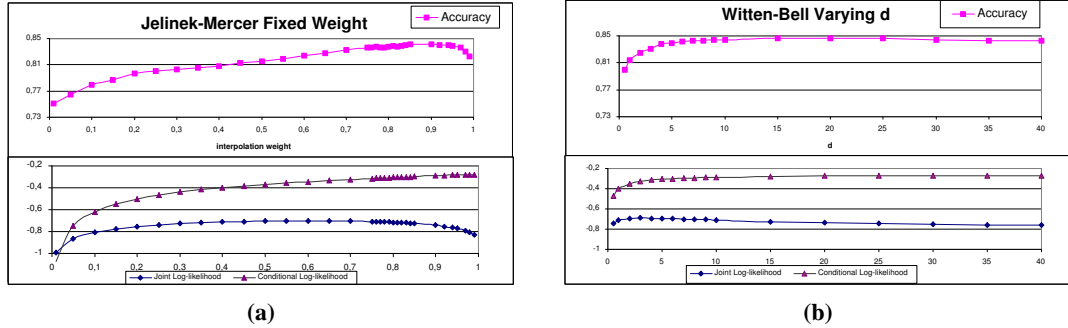 Jelinek-Mercer Fixed Weight
Accuracy
0,85
0,81
0,77
0,73
0 0,1 0,2 0,3 0,4 0,5 0,6 0,7 0,8 0,9 1
interpolation weight
-0,2
-0,4
-0,6
-0,8
-1
0 0,1 0,2 0,3 0,4 0,5 0,6 0,7 0,8 0,9 1
Joint Log-likelihood Conditional Log-likelihood
(a)
Witten-Bell Varying d
Accuracy
0,85
0,81
0,77
0,73
0 5 10 15 20 25 30 35 40
d
-0,2
-0,4
-0,6
-0,8
-1
0 5 10 15 20 25 30 35 40
Joint Log-likelihood Conditional Log-likelihood
(b)